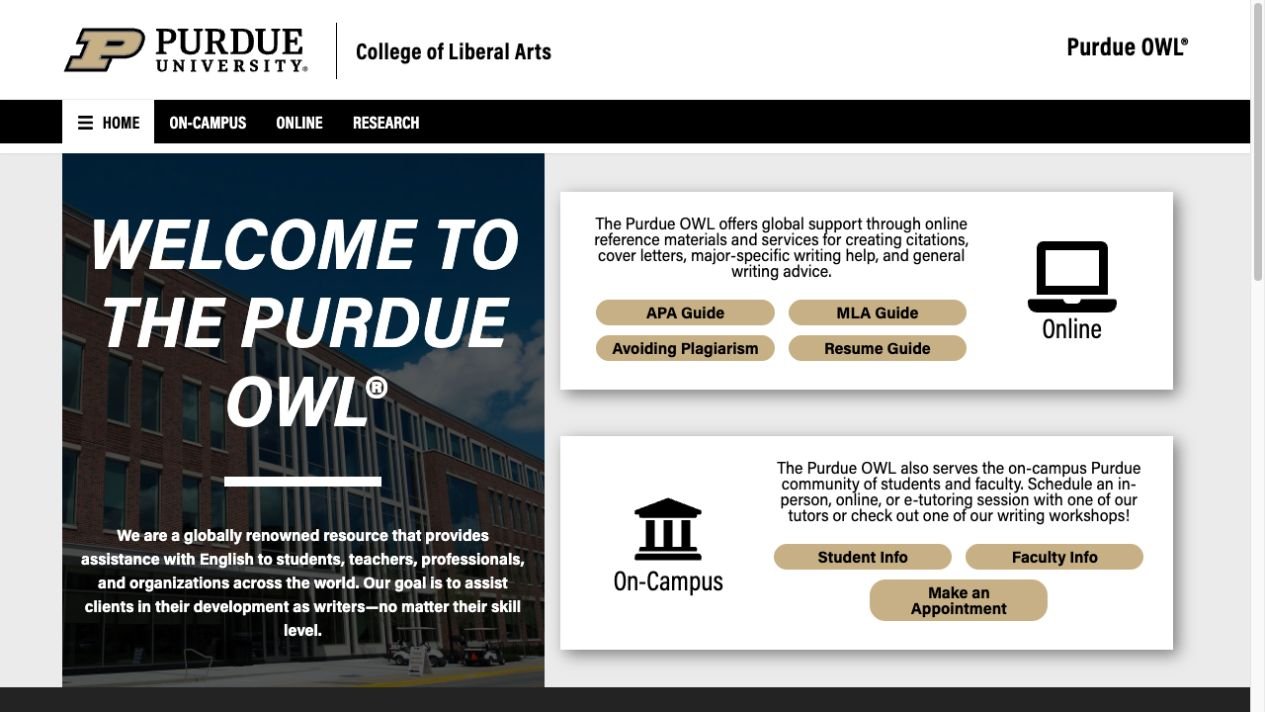 PURDUE
UNIVERSITY®
College of Liberal Arts
Purdue OWL®
HOME
ON-CAMPUS
ONLINE
RESEARCH
WELCOME TO
THE PURDUE
OWL®
We are a globally renowned resource that provides
assistance with English to students, teachers, professionals,
and organizations across the world. Our goal is to assist
clients in their development as writers—no matter their skill
level.
The Purdue OWL offers global support through online
reference materials and services for creating citations,
cover letters, major-specific writing help, and general
writing advice.
APA Guide
MLA Guide
Avoiding Plagiarism
Resume Guide
Online
On-Campus
The Purdue OWL also serves the on-campus Purdue
community of students and faculty. Schedule an in-
person, online, or e-tutoring session with one of our
tutors or check out one of our writing workshops!
Student Info
Faculty Info
Make an
Appointment